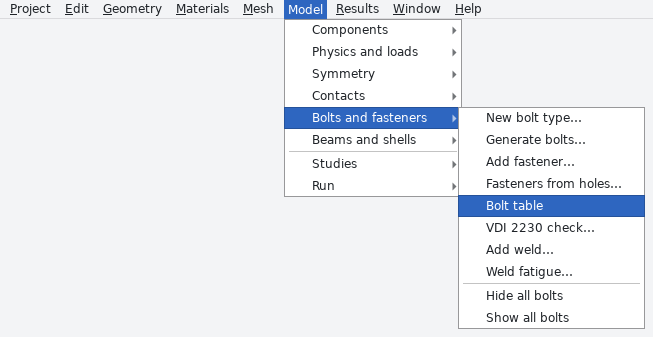 Project Edit Geometry Materials Mesh Model Results Window Help
Components
Physics and loads
Symmetry
Contacts
Bolts and fasteners
Beams and shells
Studies
Run
New bolt type...
Generate bolts...
Add fastener...
Fasteners from holes...
Bolt table
VDI 2230 check...
Add weld...
Weld fatigue...
Hide all bolts
Show all bolts